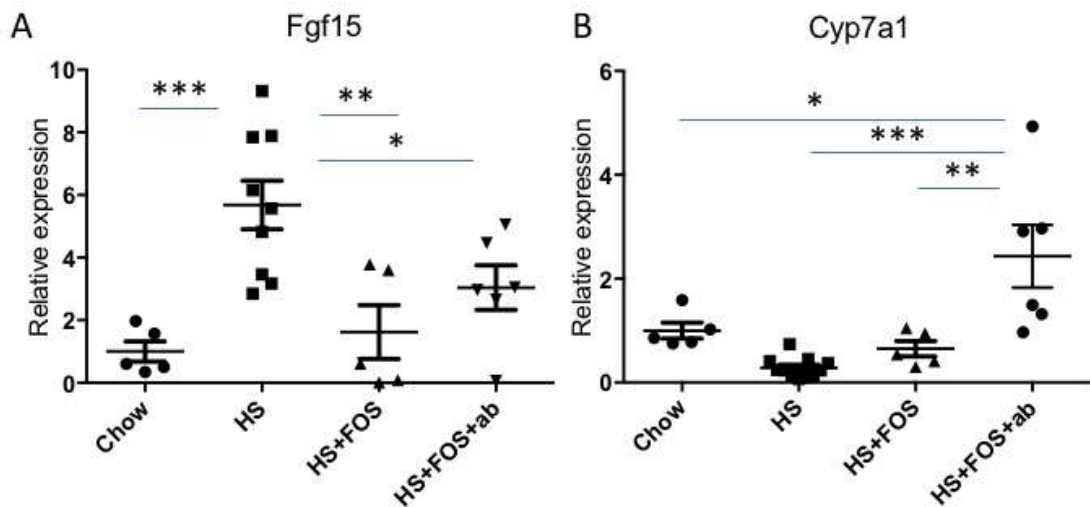 A
Fgf15
Relative expression
10
8
6
4
2
0
***
**
*
Chow
HS
HS+FOS
HS+FOS+ab
B
Cyp7a1
Relative expression
6
4
2
0
*
***
**
Chow
HS
HS+FOS
HS+FOS+ab